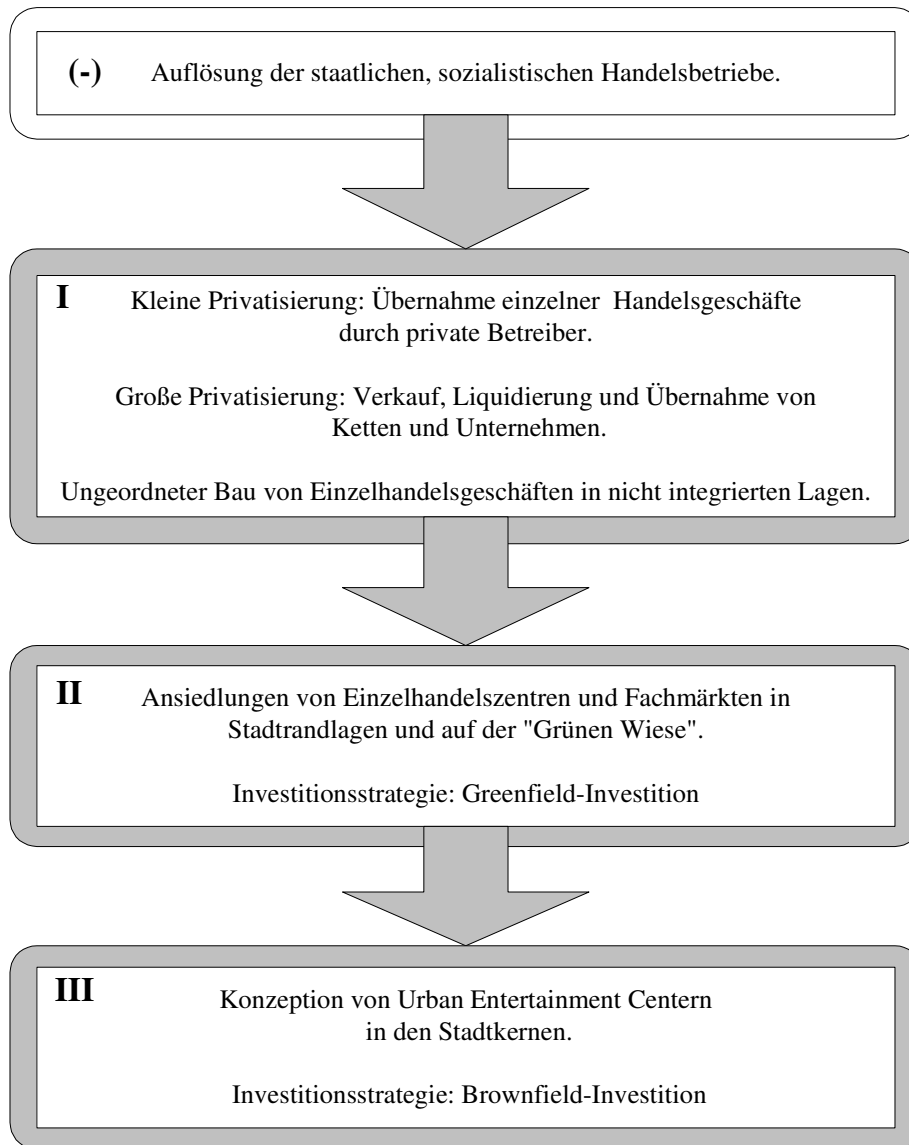 (-) Auflösung der staatlichen, sozialistischen Handelsbetriebe.
I Kleine Privatisierung: Übernahme einzelner Handelsgeschäfte
durch private Betreiber.
Große Privatisierung: Verkauf, Liquidierung und Übernahme von
Ketten und Unternehmen.
Ungeordneter Bau von Einzelhandelsgeschäften in nicht integrierten Lagen.
II Ansiedlungen von Einzelhandelszentren und Fachmärkten in
Stadtrandlagen und auf der "Grünen Wiese".
Investitionsstrategie: Greenfield-Investition
III Konzeption von Urban Entertainment Centern
in den Stadtkernen.
Investitionsstrategie: Brownfield-Investition